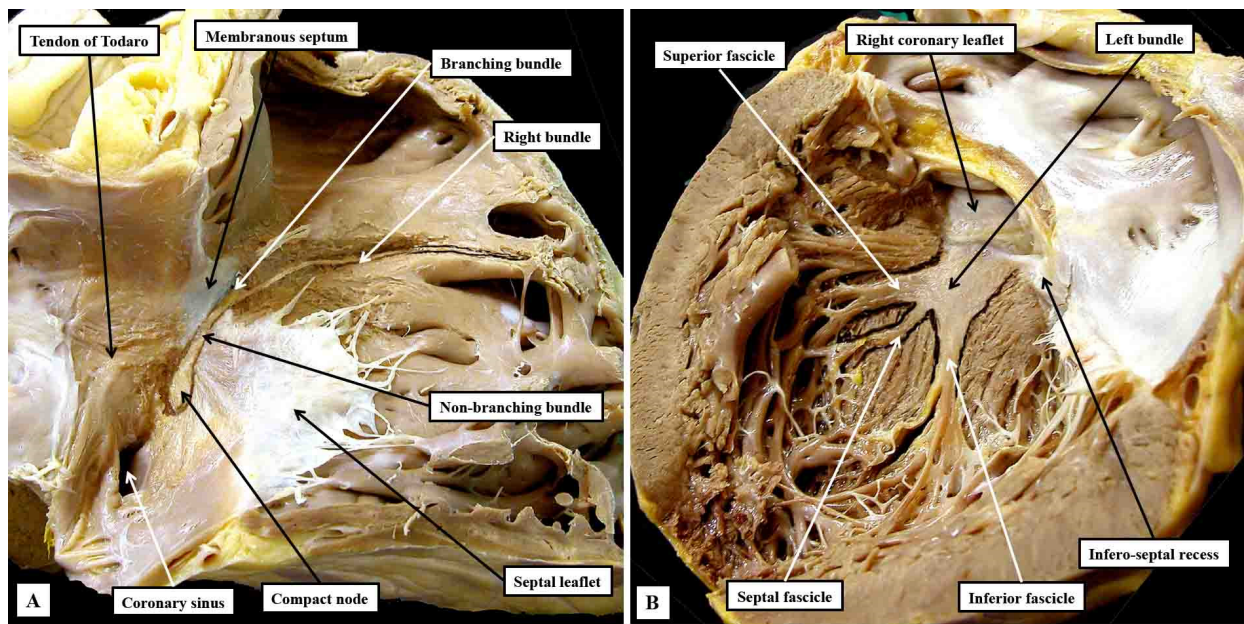 Tendon of Todaro
Membranous septum
Branching bundle
Right bundle
Non-branching bundle
Septal leaflet
Compact node
Coronary sinus
A
Superior fascicle
Right coronary leaflet
Left bundle
Infero-septal recess
Inferior fascicle
Septal fascicle
B